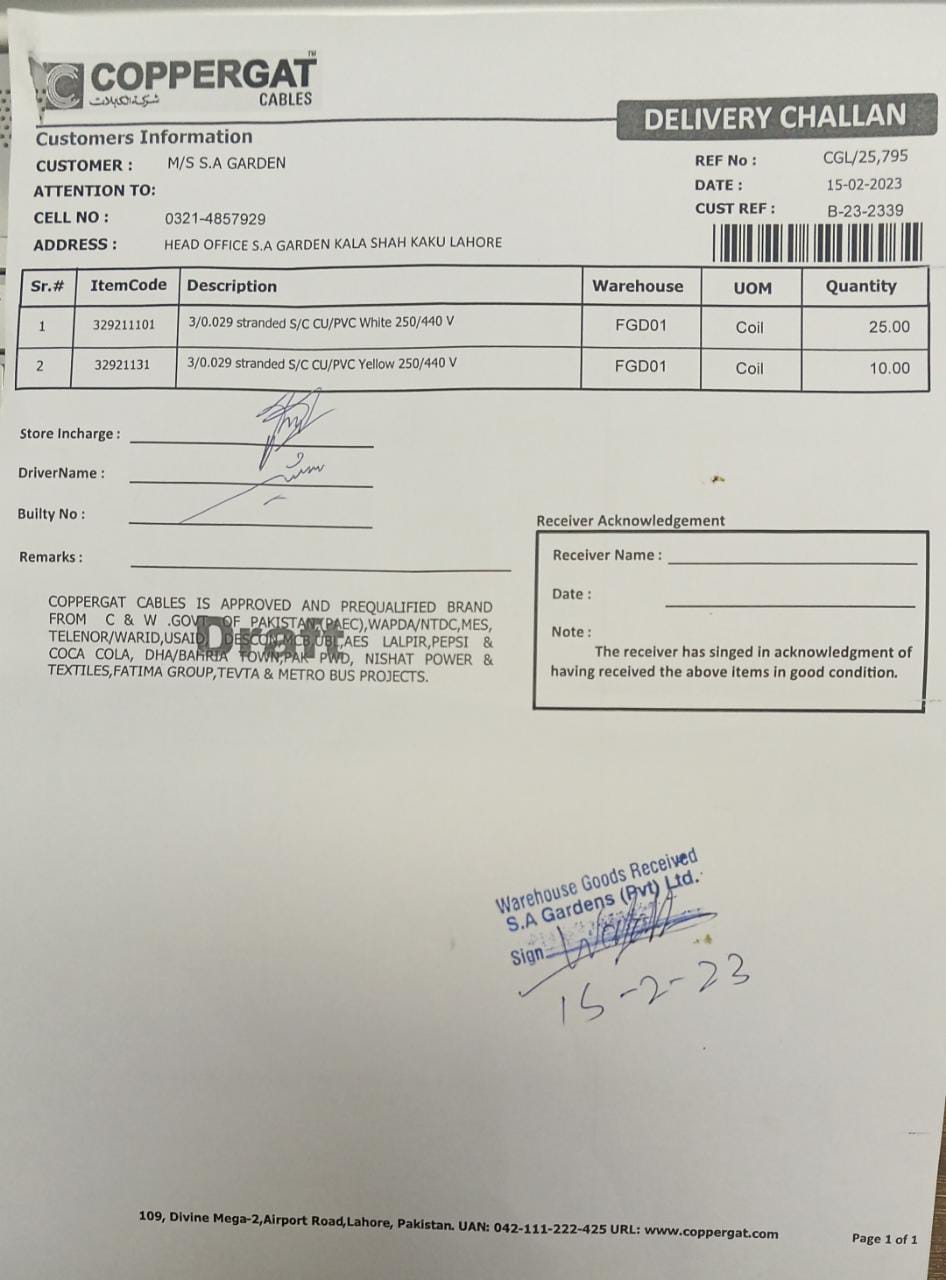 COPPERGAT™
شركة الكيبلات
CABLES
DELIVERY CHALLAN
Customers Information
CUSTOMER : M/S S.A GARDEN
ATTENTION TO:
CELL NO : 0321-4857929
ADDRESS : HEAD OFFICE S.A GARDEN KALA SHAH KAKU LAHORE
REF No : CGL/25,795
DATE : 15-02-2023
CUST REF : B-23-2339
Sr.# ItemCode Description Warehouse UOM Quantity
1 329211101 3/0.029 stranded S/C CU/PVC White 250/440 V FGD01 Coil 25.00
2 32921131 3/0.029 stranded S/C CU/PVC Yellow 250/440 V FGD01 Coil 10.00
Store Incharge :
DriverName :
Builty No :
Remarks :
Receiver Acknowledgement
Receiver Name :
Date :
Note :
The receiver has singed in acknowledgment of
having received the above items in good condition.
COPPERGAT CABLES IS APPROVED AND PREQUALIFIED BRAND
FROM C & W .GOVT OF PAKISTAN(PAEC),WAPDA/NTDC,MES,
TELENOR/WARID,USAID, DESCON,MCB,UBL,AES LALPIR,PEPSI &
COCA COLA, DHA/BAHRIA TOWN,PAK PWD, NISHAT POWER &
TEXTILES,FATIMA GROUP,TEVTA & METRO BUS PROJECTS.
Draft
Warehouse Goods Received
S.A Gardens (Pvt) Ltd.
Sign
15-2-23
109, Divine Mega-2,Airport Road,Lahore, Pakistan. UAN: 042-111-222-425 URL: www.coppergat.com
Page 1 of 1